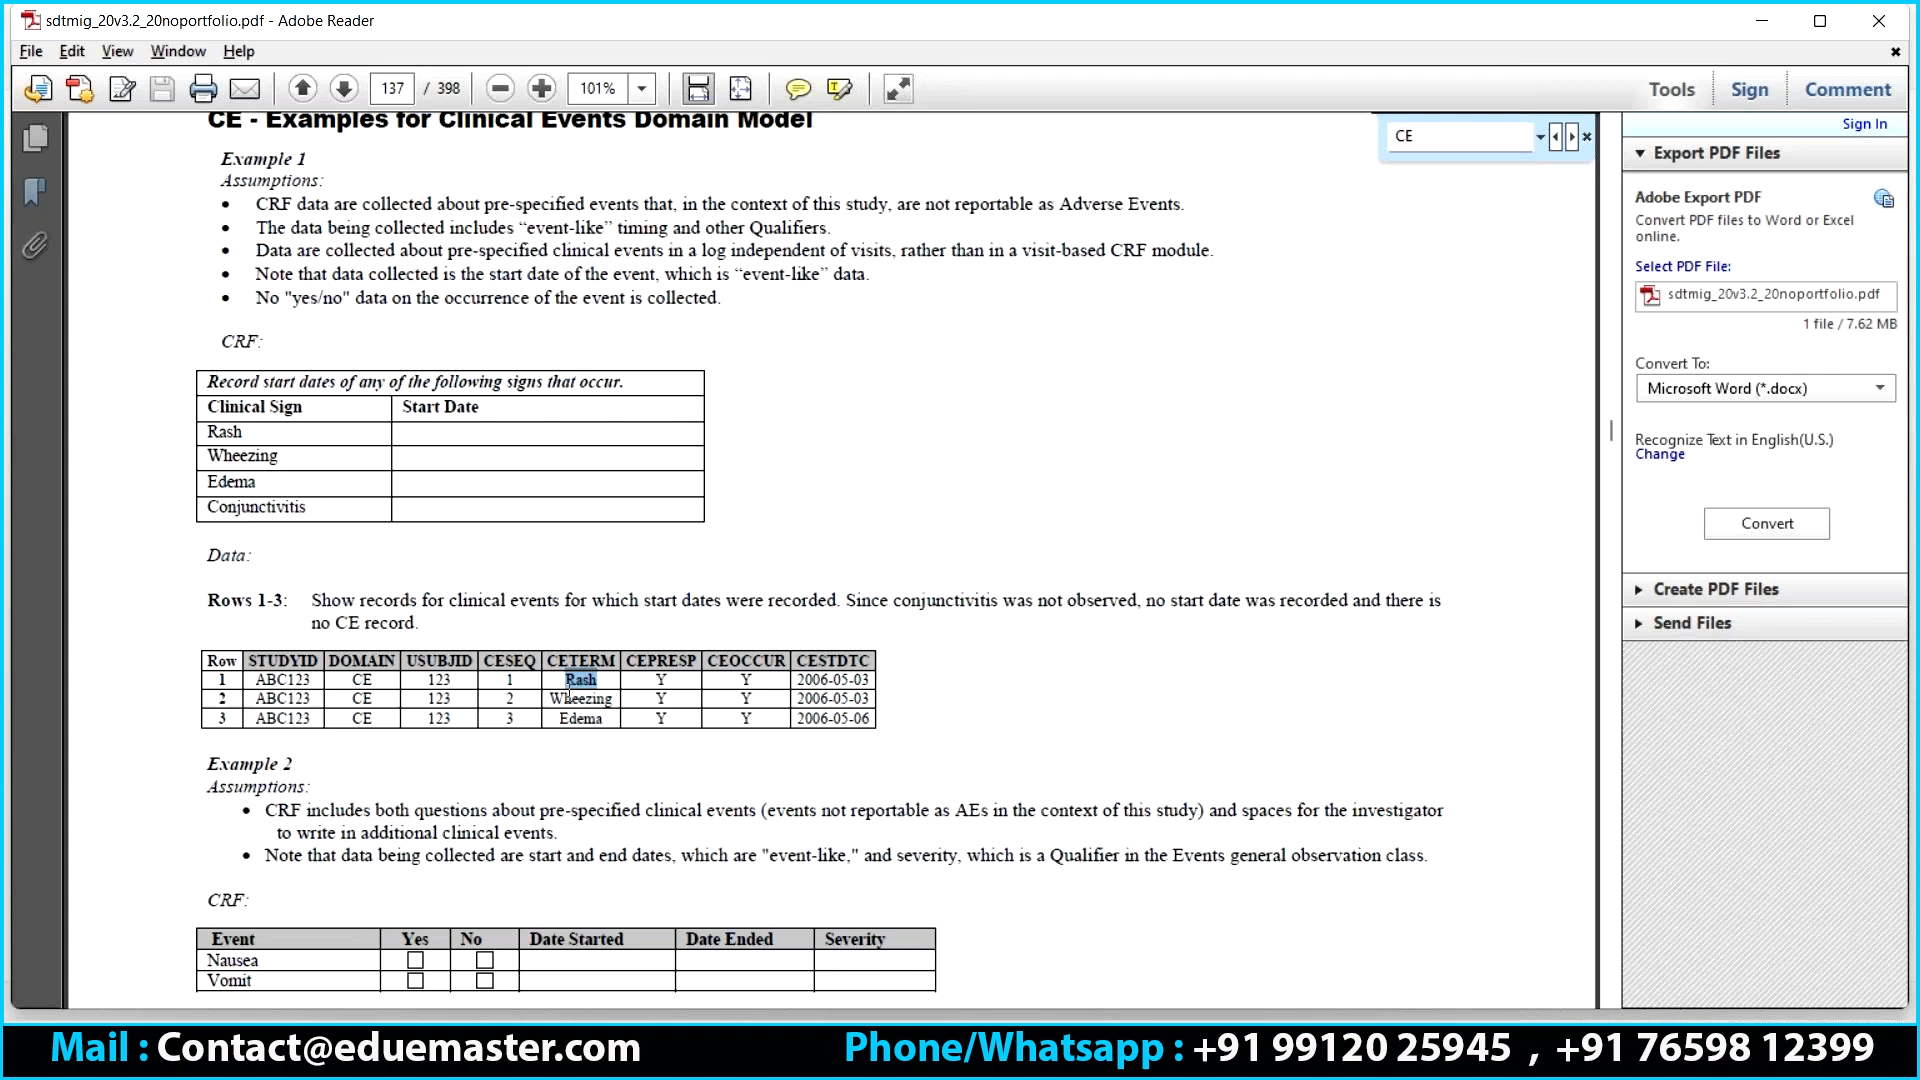 sdtmig_20v3.2_20noportfolio.pdf - Adobe Reader
File Edit View Window Help
137 / 398 101% Tools Sign Comment
CE - Examples for Clinical Events Domain Model
CE
Sign In
Example 1
Assumptions:
• CRF data are collected about pre-specified events that, in the context of this study, are not reportable as Adverse Events.
• The data being collected includes “event-like” timing and other Qualifiers.
• Data are collected about pre-specified clinical events in a log independent of visits, rather than in a visit-based CRF module.
• Note that data collected is the start date of the event, which is “event-like” data.
• No "yes/no" data on the occurrence of the event is collected.
CRF:
Record start dates of any of the following signs that occur.
Clinical Sign Start Date
Rash
Wheezing
Edema
Conjunctivitis
Data:
Rows 1-3: Show records for clinical events for which start dates were recorded. Since conjunctivitis was not observed, no start date was recorded and there is
no CE record.
Row STUDYID DOMAIN USUBJID CESEQ CETERM CEPRESP CEOCCUR CESTDTC
1 ABC123 CE 123 1 Rash Y Y 2006-05-03
2 ABC123 CE 123 2 Wheezing Y Y 2006-05-03
3 ABC123 CE 123 3 Edema Y Y 2006-05-06
Example 2
Assumptions:
• CRF includes both questions about pre-specified clinical events (events not reportable as AEs in the context of this study) and spaces for the investigator
to write in additional clinical events.
• Note that data being collected are start and end dates, which are "event-like," and severity, which is a Qualifier in the Events general observation class.
CRF:
Event Yes No Date Started Date Ended Severity
Nausea
Vomit
Export PDF Files
Adobe Export PDF
Convert PDF files to Word or Excel
online.
Select PDF File:
sdtmig_20v3.2_20noportfolio.pdf
1 file / 7.62 MB
Convert To:
Microsoft Word (*.docx)
Recognize Text in English(U.S.)
Change
Convert
Create PDF Files
Send Files
Mail : Contact@eduemaster.com Phone/Whatsapp : +91 99120 25945 , +91 76598 12399